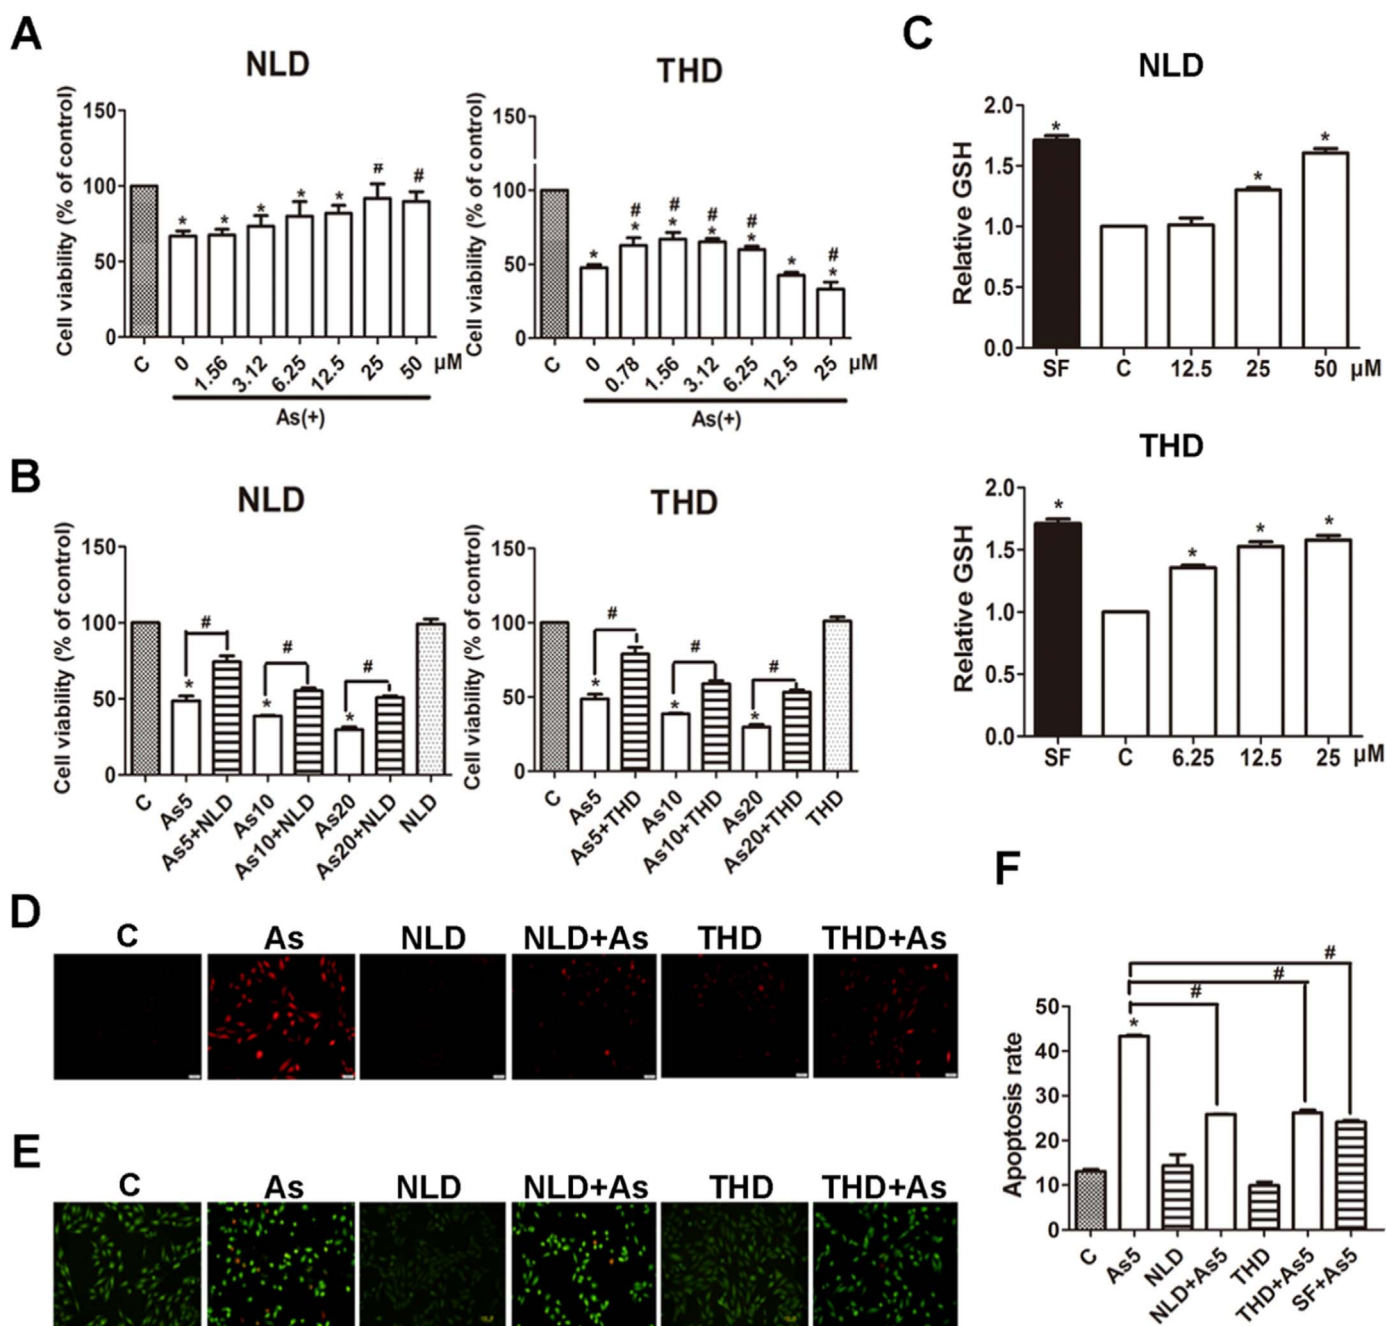 A
NLD
Cell viability (% of control)
150
100
50
0
* * * * * # #
C 0 1.56 3.12 6.25 12.5 25 50 μM
As(+)
THD
Cell viability (% of control)
150
100
50
0
# # # # #
* * * * * * *
C 0 0.78 1.56 3.12 6.25 12.5 25 μM
As(+)
B
NLD
Cell viability (% of control)
150
100
50
0
# # #
* * *
C As5 As5+NLD As10 As10+NLD As20 As20+NLD NLD
THD
Cell viability (% of control)
150
100
50
0
# # #
* * *
C As5 As5+THD As10 As10+THD As20 As20+THD THD
C
NLD
Relative GSH
2.0
1.5
1.0
0.5
0.0
* * *
SF C 12.5 25 50 μM
THD
Relative GSH
2.0
1.5
1.0
0.5
0.0
* * * *
SF C 6.25 12.5 25 μM
D
C As NLD NLD+As THD THD+As
E
C As NLD NLD+As THD THD+As
F
Apoptosis rate
50
40
30
20
10
0
# # #
*
C As5 NLD NLD+As5 THD THD+As5 SF+As5